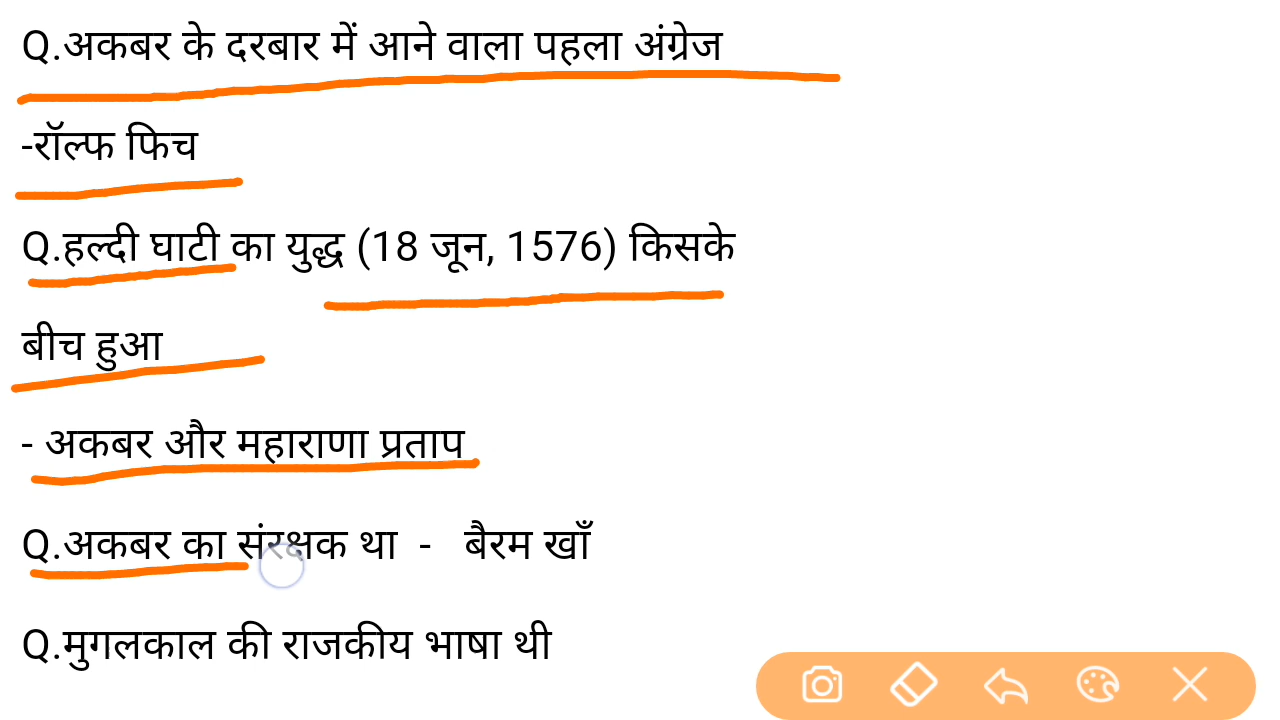 Q.अकबर के दरबार में आने वाला पहला अंग्रेज
-रॉल्फ फिच
Q.हल्दी घाटी का युद्ध (18 जून, 1576) किसके
बीच हुआ
- अकबर और महाराणा प्रताप
Q.अकबर का संरक्षक था - बैरम खाँ
Q.मुगलकाल की राजकीय भाषा थी